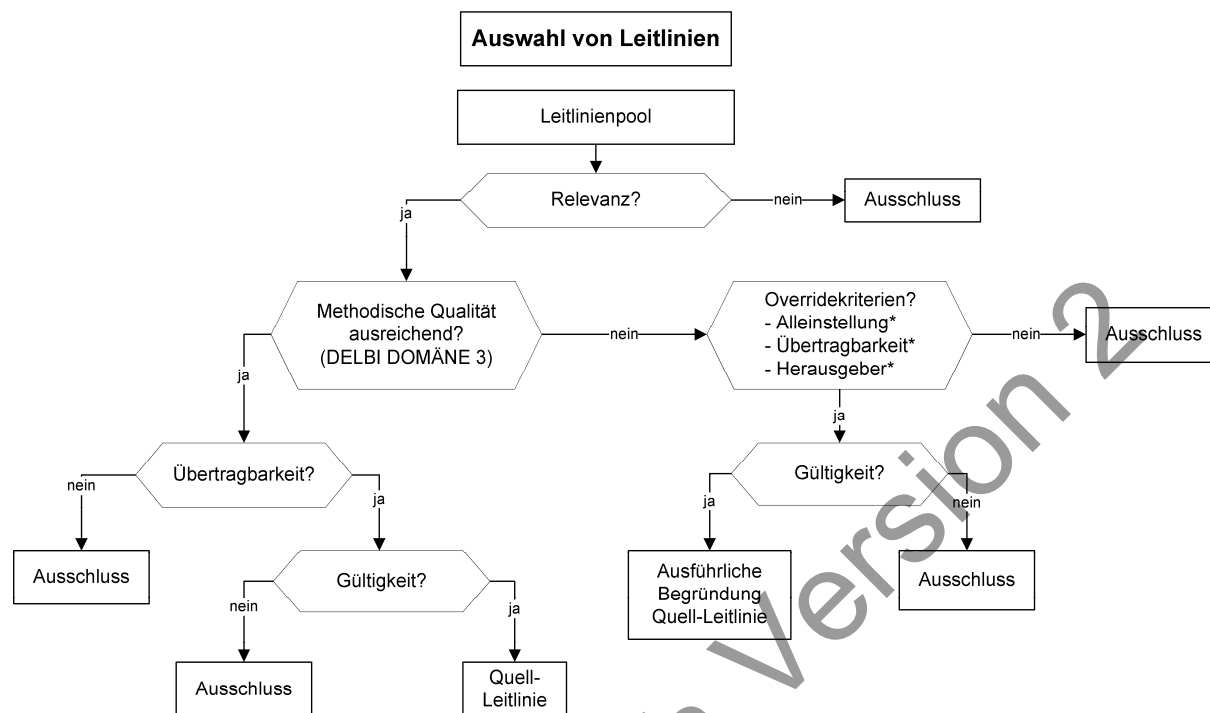 Auswahl von Leitlinien
Leitlinienpool
Relevanz?
nein
Ausschluss
ja
Methodische Qualität
ausreichend?
(DELBI DOMÄNE 3)
nein
Overridekriterien?
- Alleinstellung*
- Übertragbarkeit*
- Herausgeber*
nein
Ausschluss
ja
ja
Übertragbarkeit?
nein
ja
Gültigkeit?
ja
nein
Ausschluss
Gültigkeit?
nein
ja
Ausführliche
Begründung
Quell-Leitlinie
Ausschluss
Ausschluss
Quell-
Leitlinie
Version 2